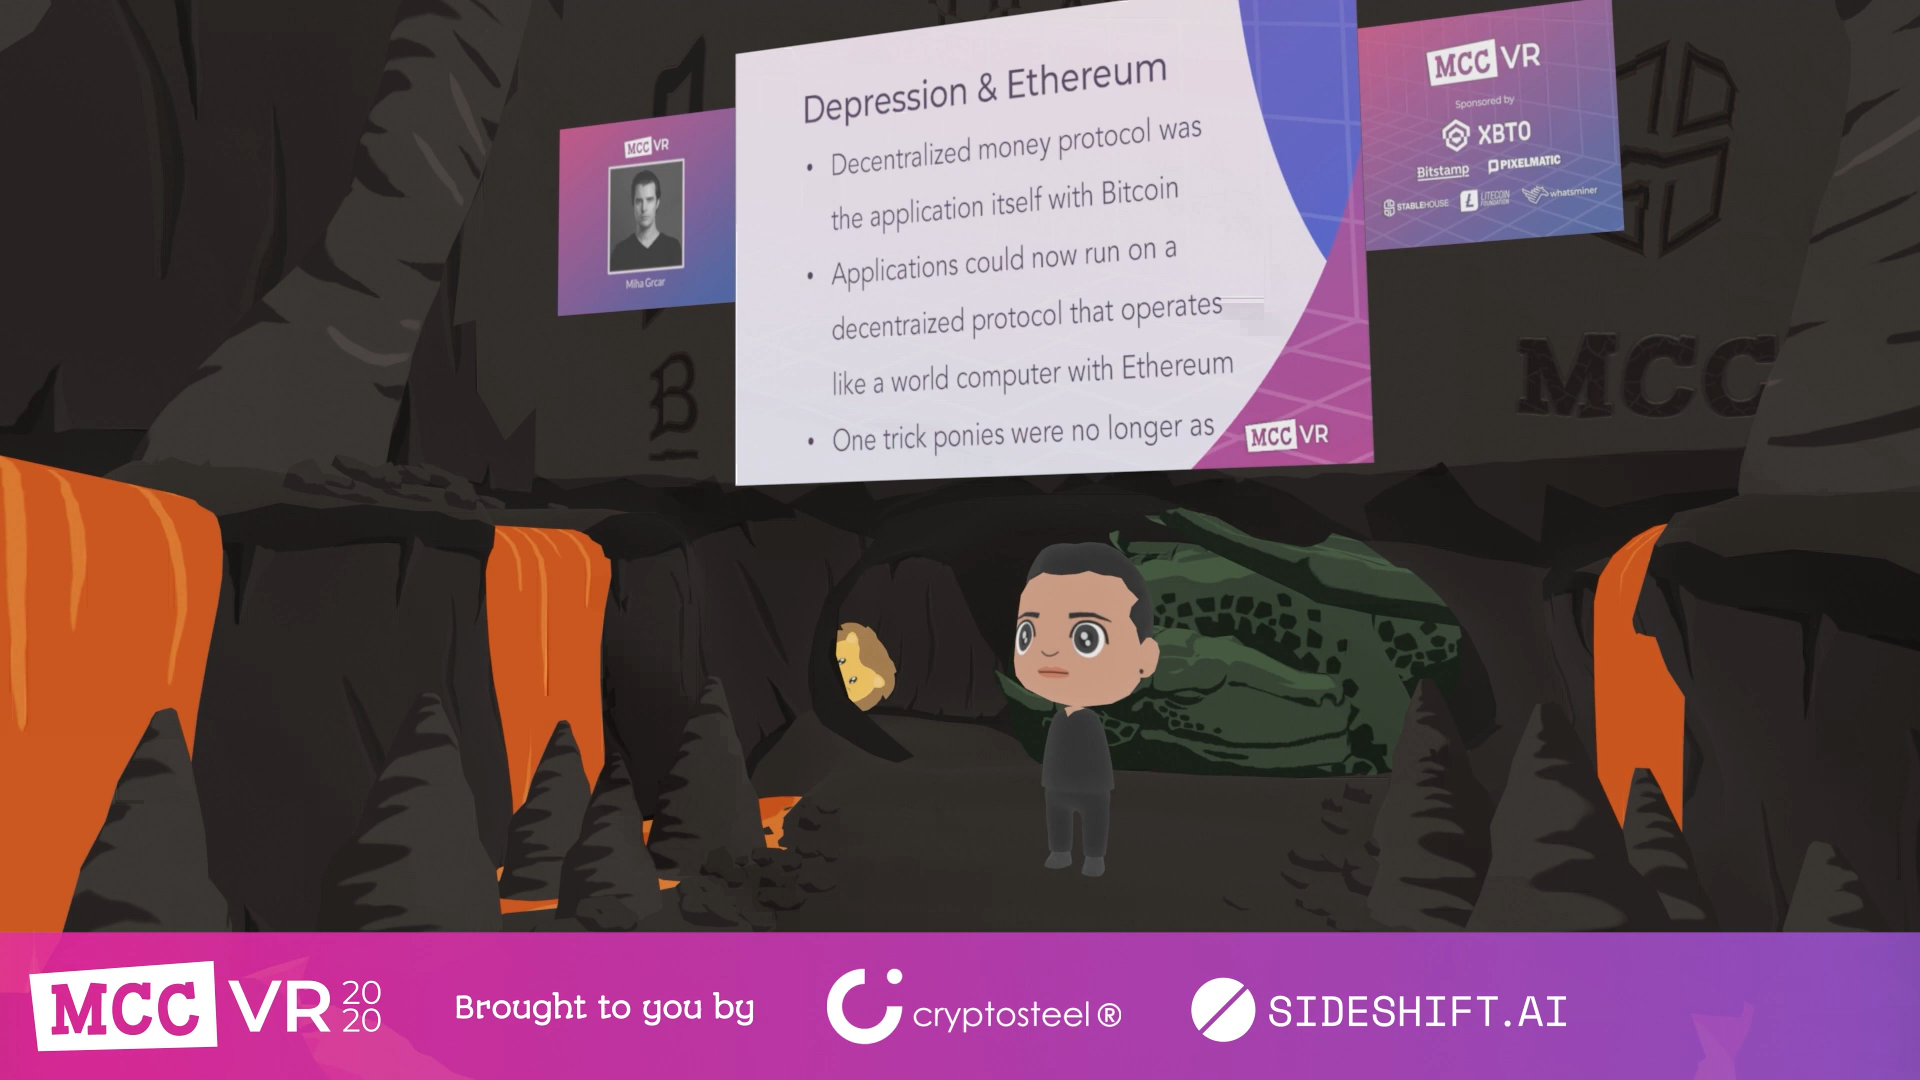 Depression & Ethereum
• Decentralized money protocol was
the application itself with Bitcoin
• Applications could now run on a
decentraized protocol that operates
like a world computer with Ethereum
• One trick ponies were no longer as
MCC VR
MCC VR
Miha Grcar
MCC VR
Sponsored by
XBTO
Bitstamp PIXELMATIC
STABLEHOUSE LITECOIN FOUNDATION whatsminer
MCC
MCC VR 20
20
Brought to you by
cryptosteel®
SIDESHIFT.AI